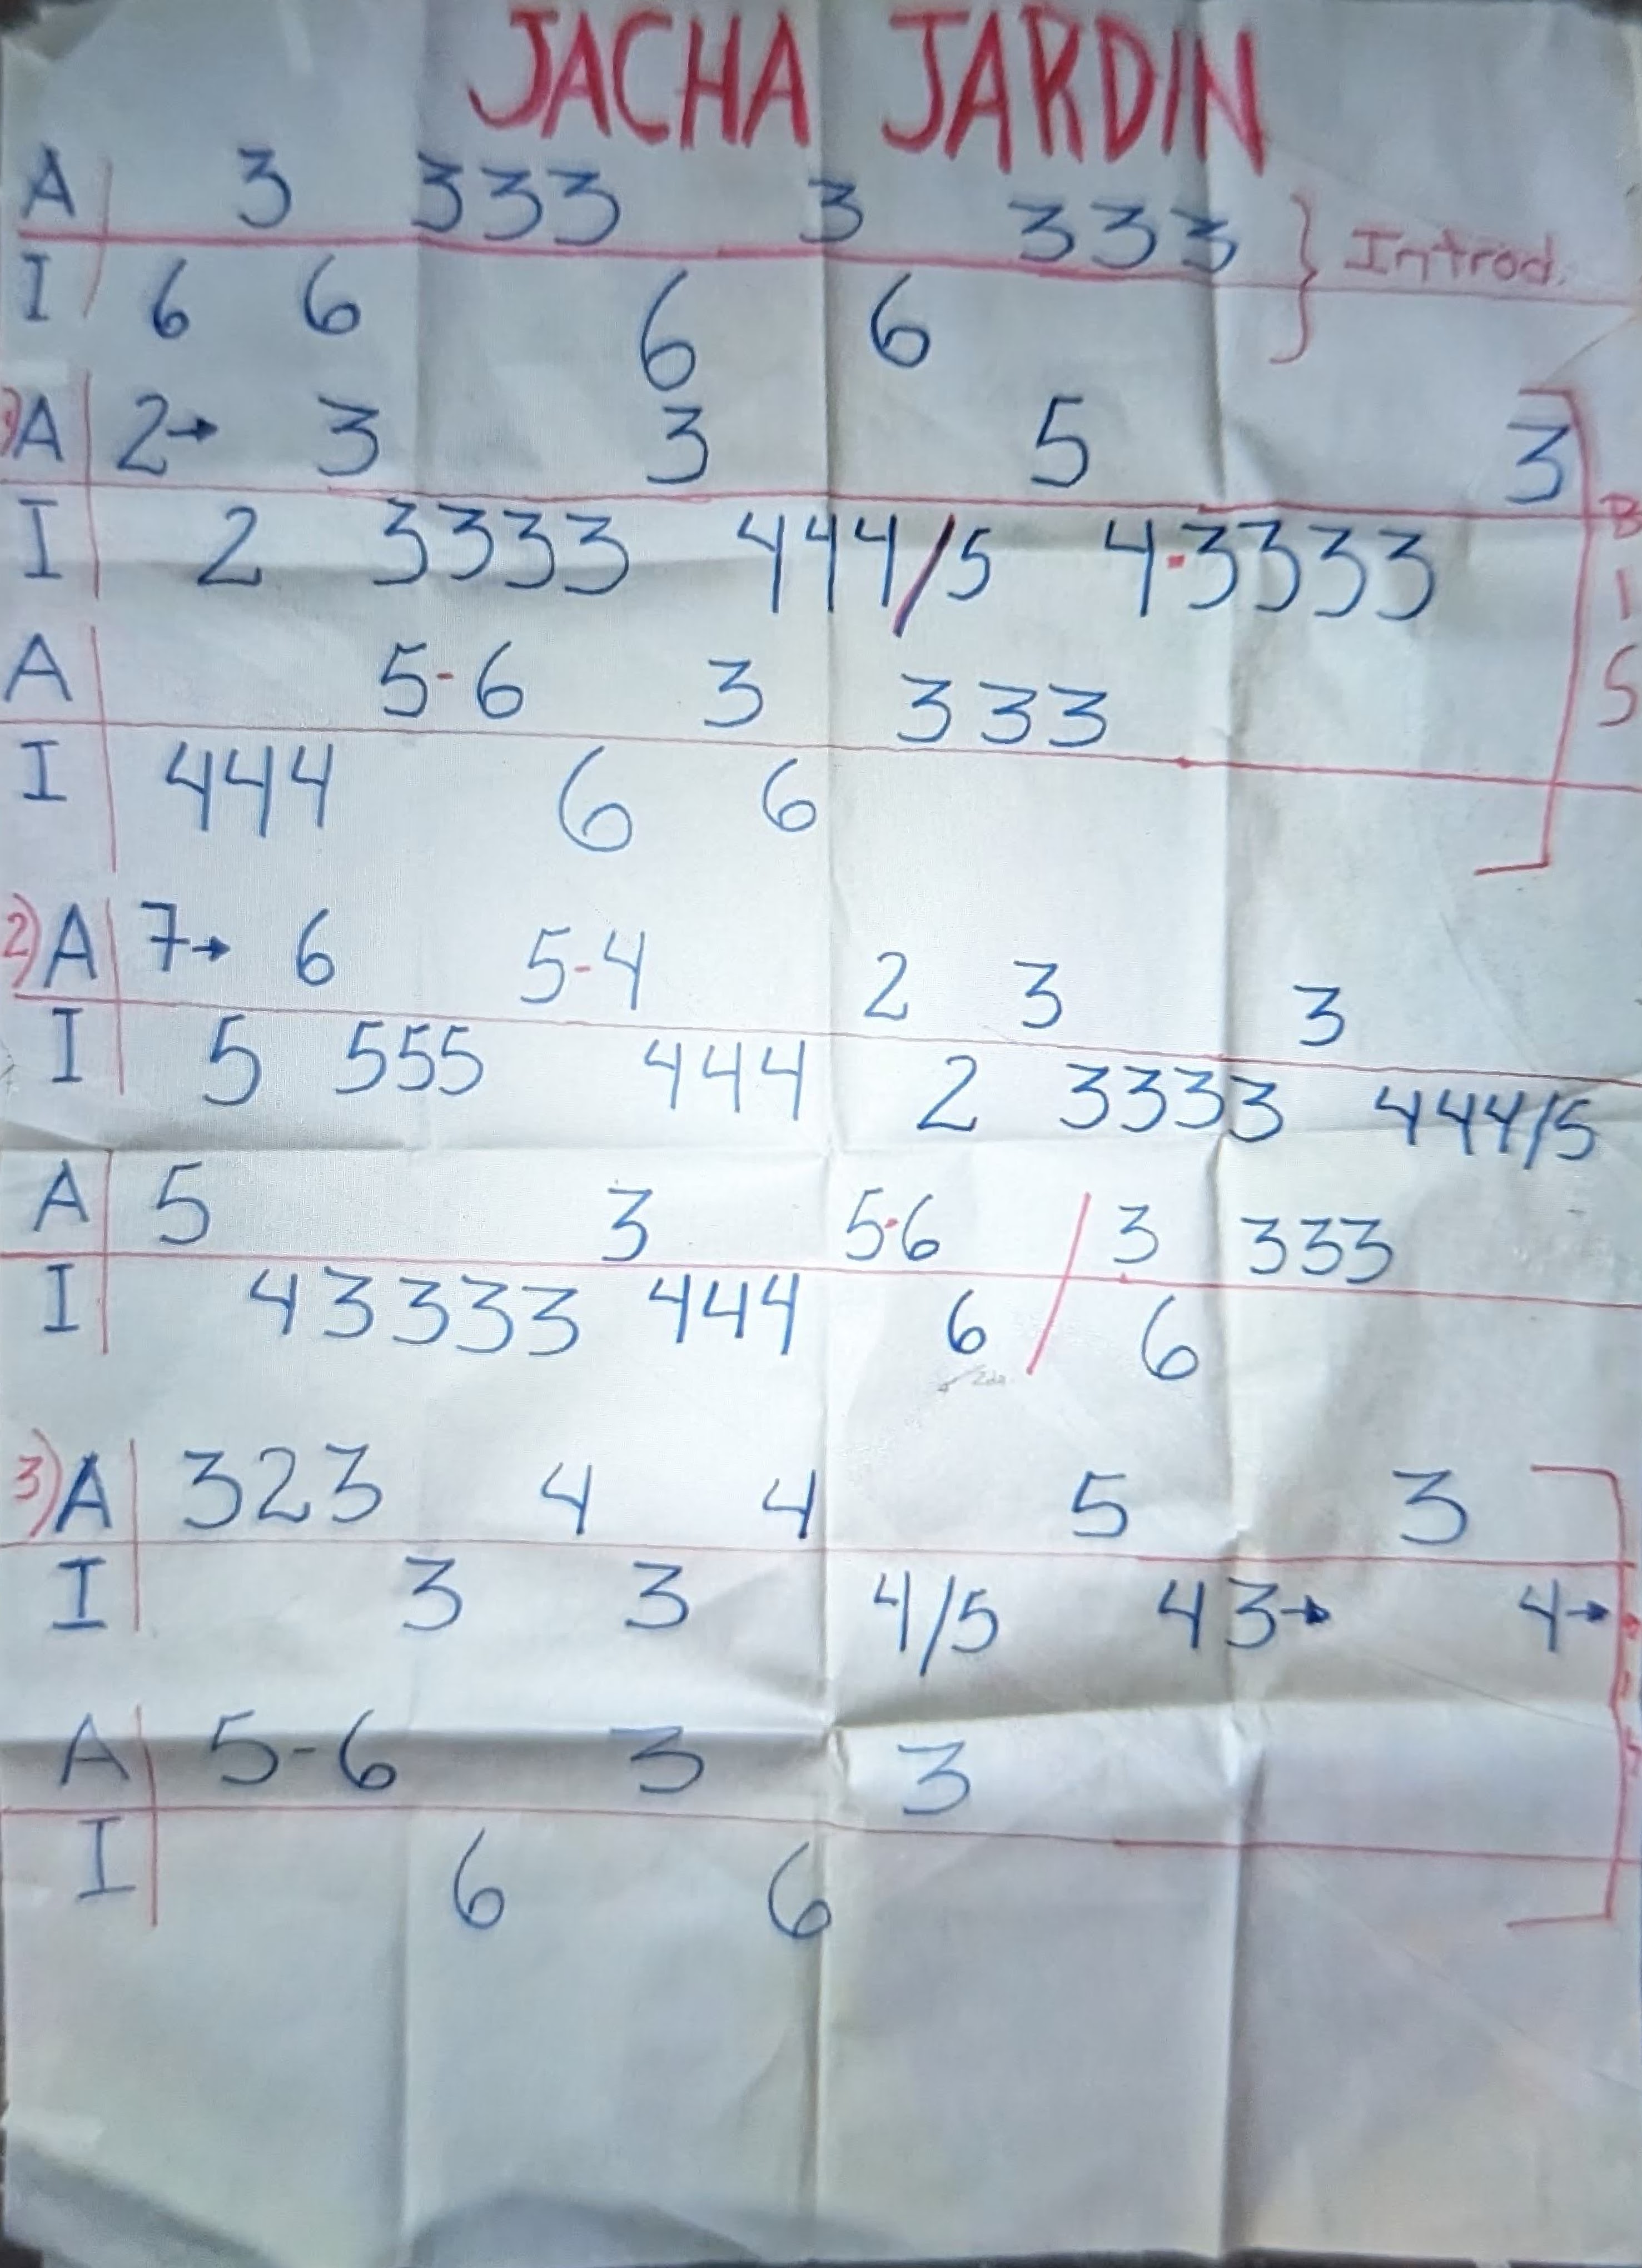 JACHA JARDIN
A 3 333 3 333 } Introd.
I 6 6 6 6
A 2→ 3 3 5 3
I 2 3333 444/5 4-3333
A 5-6 3 333
I 444 6 6
BIS
2) A 7→ 6 5-4 2 3 3
I 5 555 444 2 3333 444/5
A 5 3 5-6 / 3 333
I 43333 444 6 / 6
3) A 323 4 4 5 3
I 3 3 4/5 43→ 4→
A 5-6 3 3
I 6 6